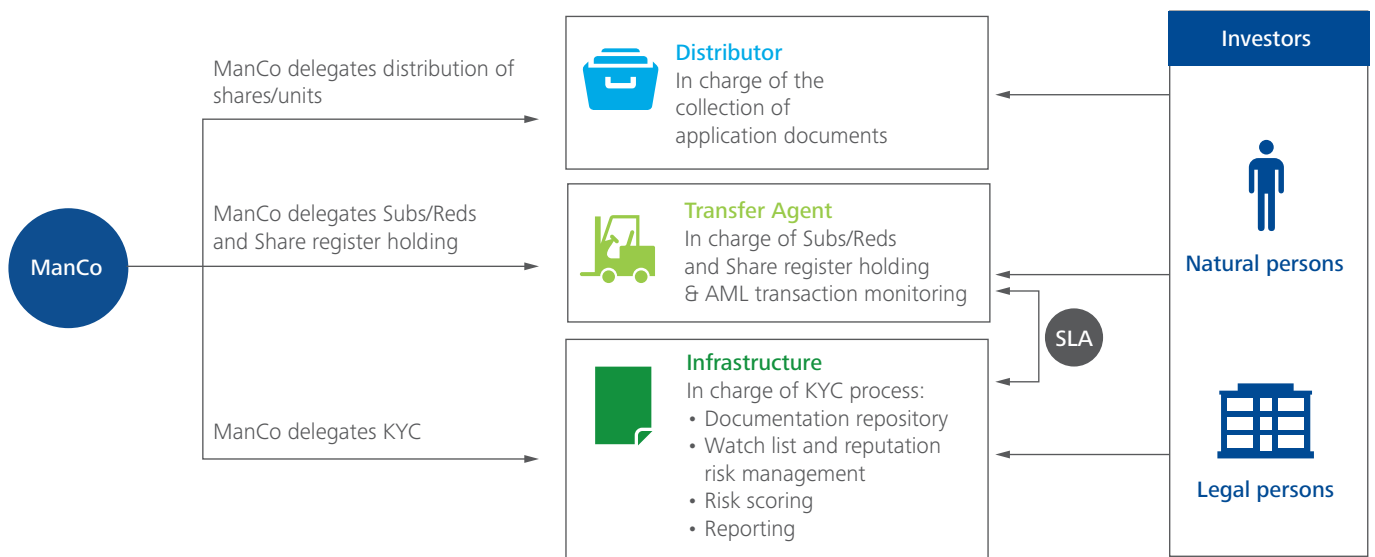 ManCo
ManCo delegates distribution of
shares/units
ManCo delegates Subs/Reds
and Share register holding
ManCo delegates KYC
Distributor
In charge of the
collection of
application documents
Transfer Agent
In charge of Subs/Reds
and Share register holding
& AML transaction monitoring
Infrastructure
In charge of KYC process:
• Documentation repository
• Watch list and reputation
risk management
• Risk scoring
• Reporting
SLA
Investors
Natural persons
Legal persons